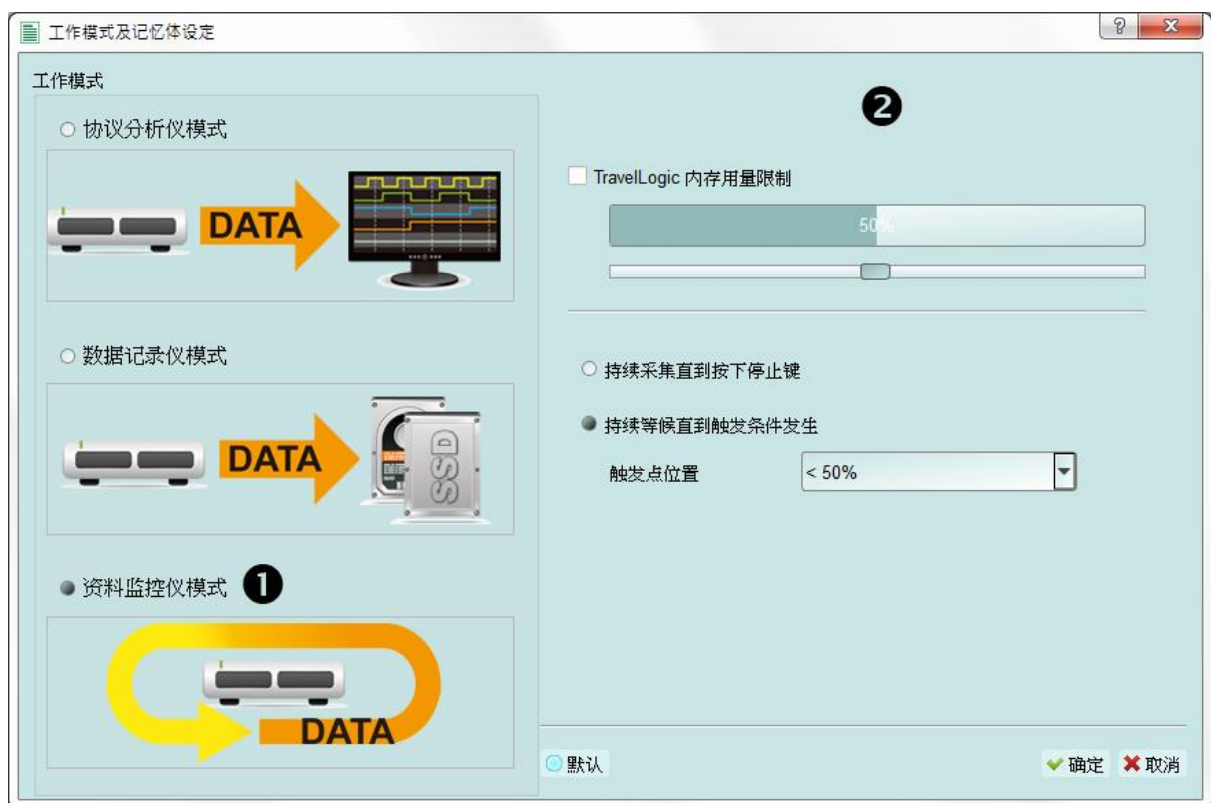 工作模式及记忆体设定
工作模式
协议分析仪模式
DATA
数据记录仪模式
DATA
SSD
资料监控仪模式 ❶
DATA
❷
TravelLogic 内存用量限制
50%
持续采集直到按下停止键
持续等候直到触发条件发生
触发点位置 < 50%
默认
确定 取消